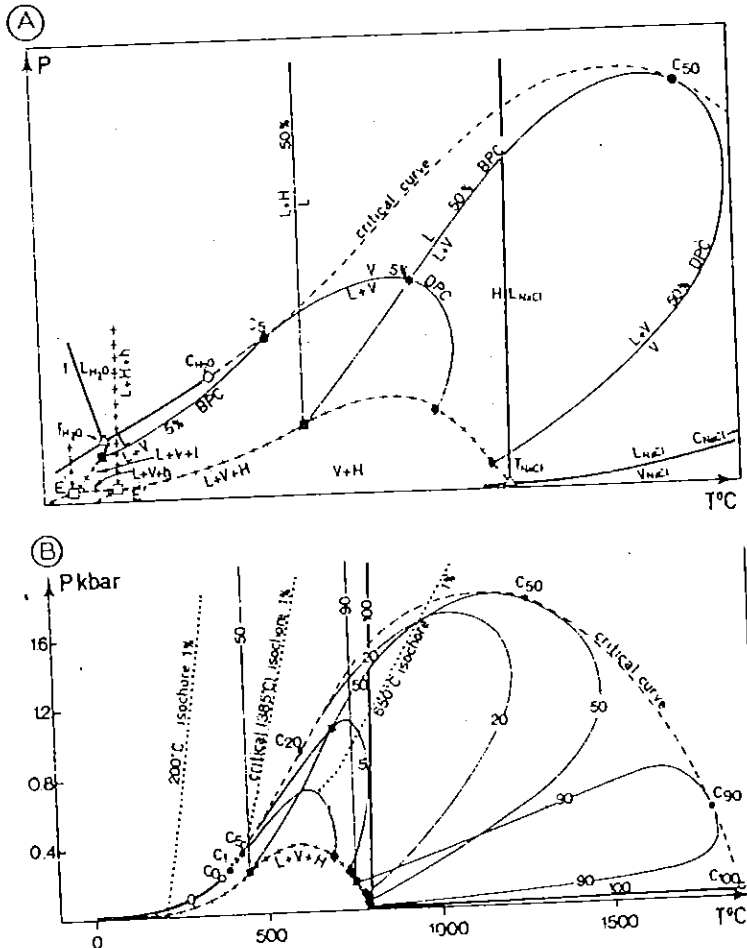 A
P
C50
50%
L+H
L
critical curve
50% BPC
L
L+V
V
L+V
5%
DPC
H
LNaCl
50% DPC
L+V
V
C5
CH2O
I
LH2O
L+H+h
TH2O
5% BPC
L+V+I
L+V+h
E
E'
L+V+H
V+H
TNaCl
LNaCl
VNaCl
CNaCl
T°C
B
P kbar
1.6
1.2
0.8
0.4
200°C isochore 1%
50
critical (385°C) isochore 1%
90
100
1%
650°C isochore
C50
critical curve
20
50
5
20
50
C20
C5
C1
C0
0
L+V+H
90
C90
90
100
C100
0
500
1000
1500
T°C